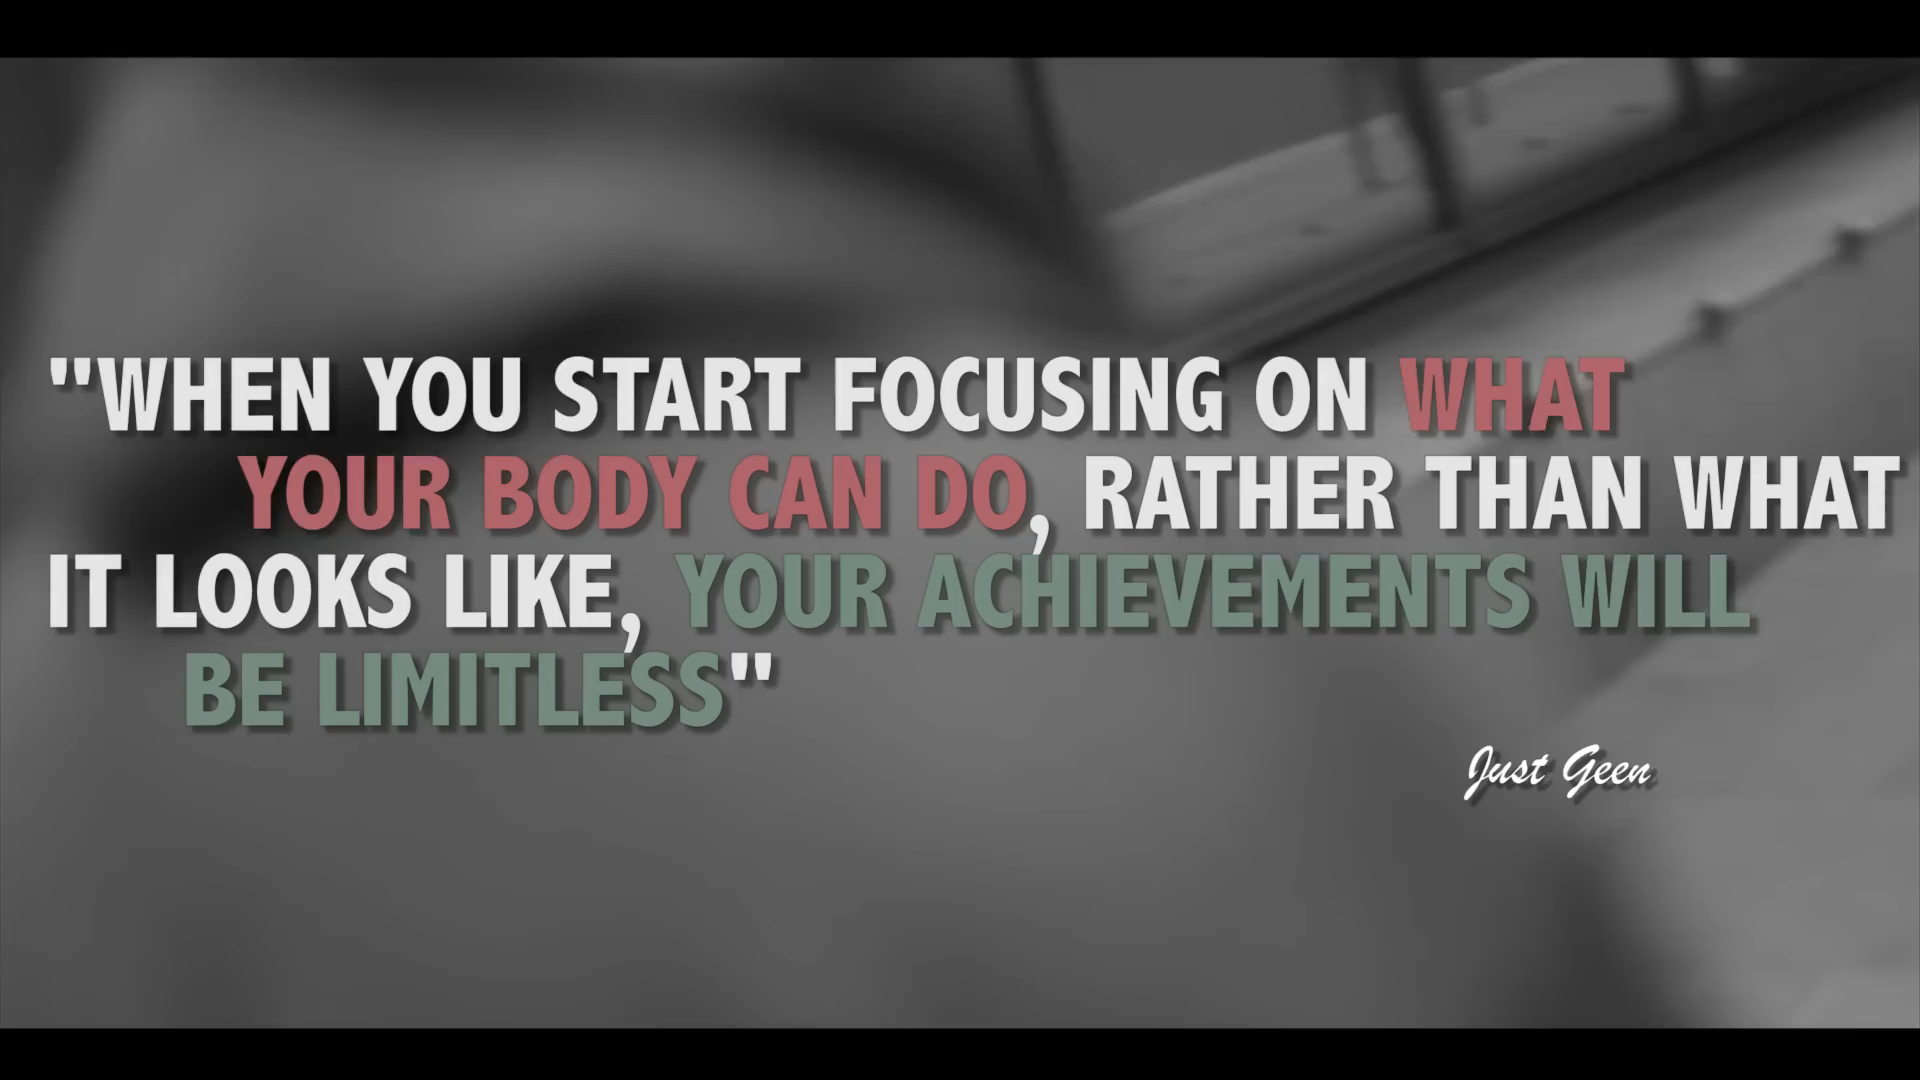 "WHEN YOU START FOCUSING ON WHAT
YOUR BODY CAN DO, RATHER THAN WHAT
IT LOOKS LIKE, YOUR ACHIEVEMENTS WILL
BE LIMITLESS"
Just Geen